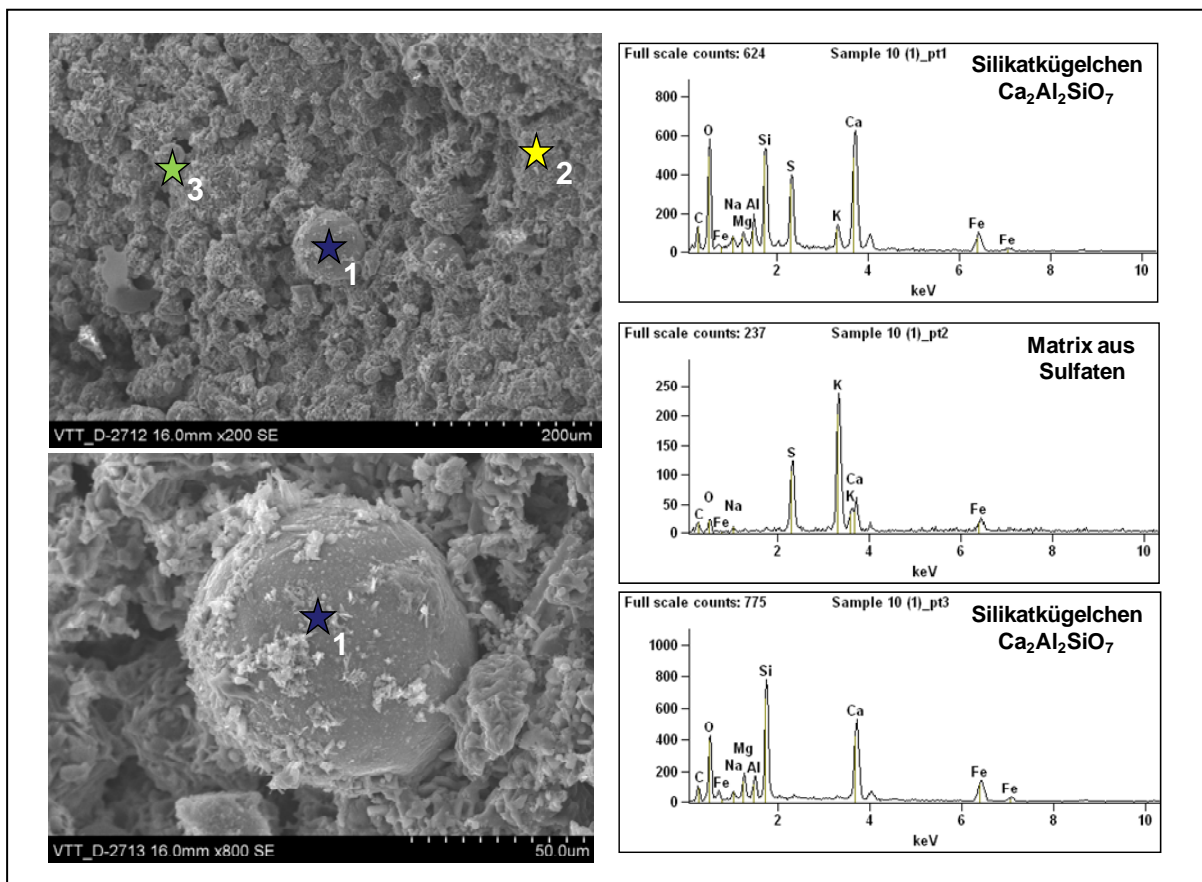 3
2
1
VTT_D-2712 16.0mm x200 SE 200um
1
VTT_D-2713 16.0mm x800 SE 50.0um
Full scale counts: 624 Sample 10 (1)_pt1
Silikatkügelchen
Ca₂Al₂SiO₇
800
600
400
200
0
C
O
Fe
Na
Mg
Al
Si
S
K
Ca
Fe
Fe
2 4 6 8 10
keV
Full scale counts: 237 Sample 10 (1)_pt2
Matrix aus
Sulfaten
250
200
150
100
50
0
C
O
Fe
Na
S
K
K
Ca
Fe
2 4 6 8 10
keV
Full scale counts: 775 Sample 10 (1)_pt3
Silikatkügelchen
Ca₂Al₂SiO₇
1000
800
600
400
200
0
C
O
Fe
Na
Mg
Al
Si
Ca
Fe
Fe
2 4 6 8 10
keV